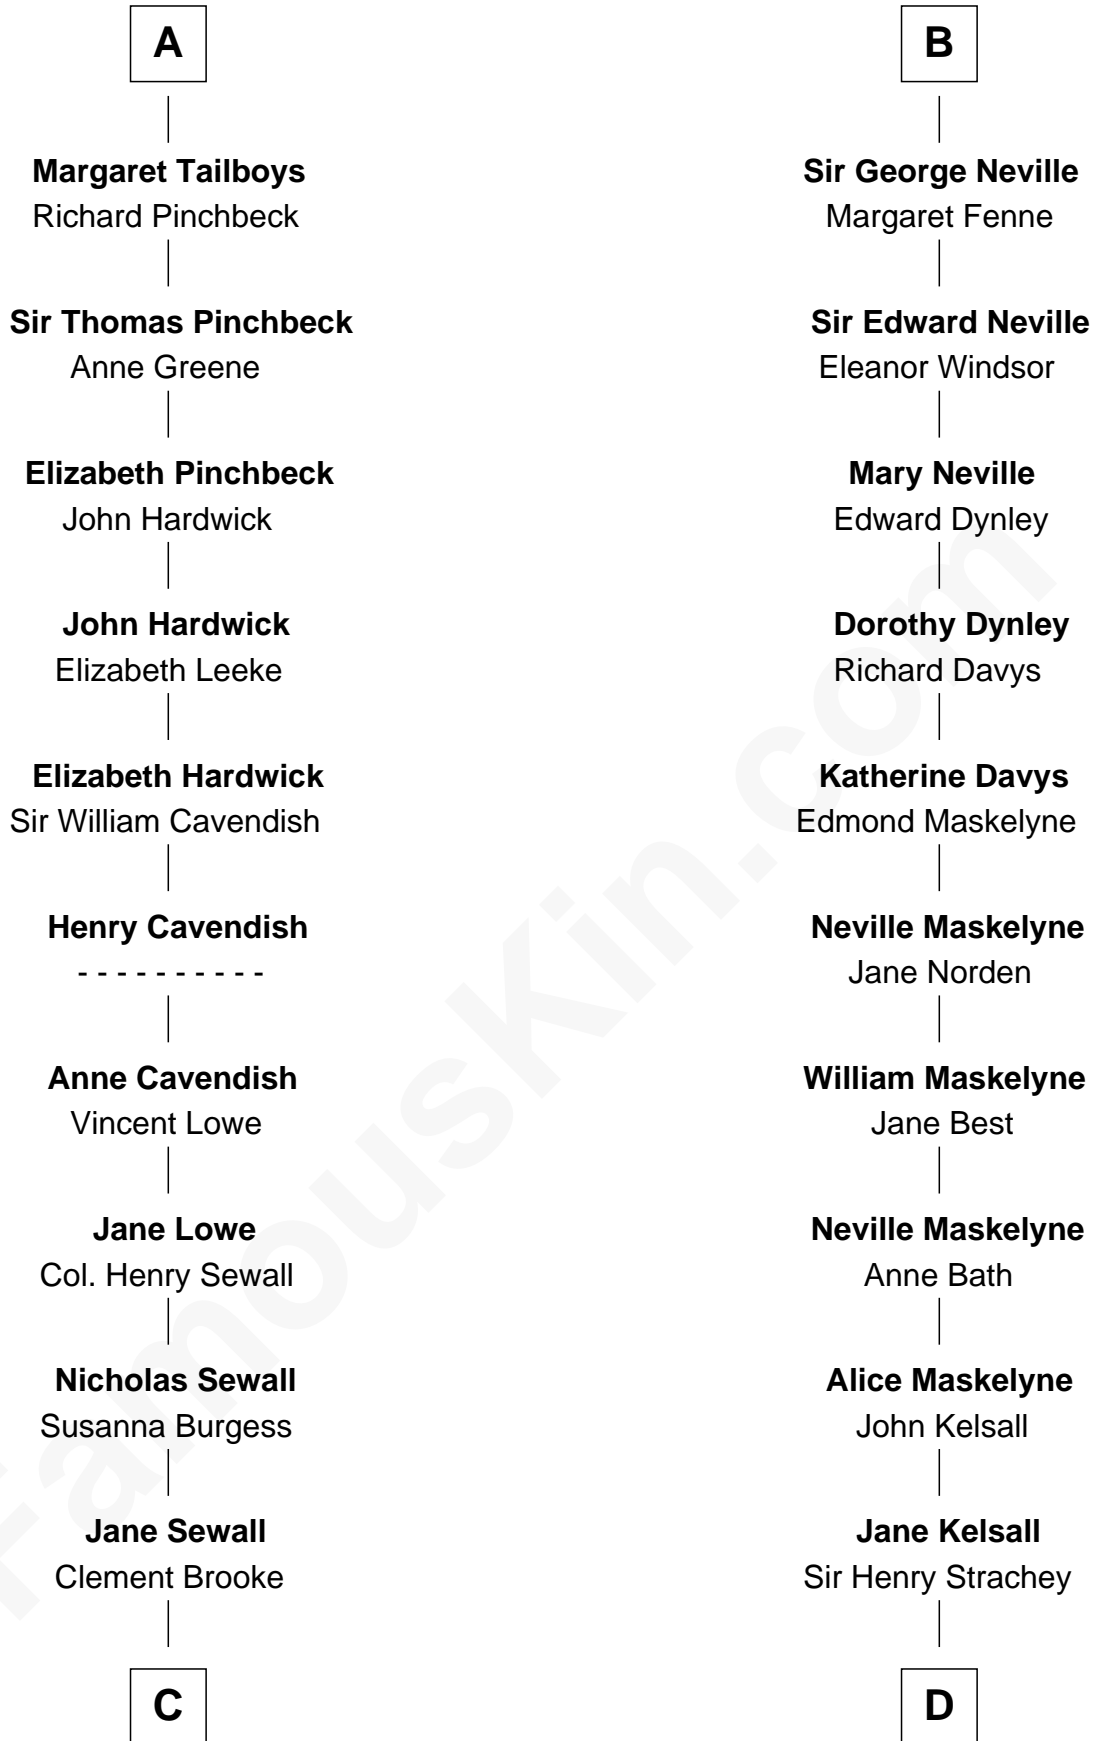 A
Margaret Tailboys
Richard Pinchbeck
Sir Thomas Pinchbeck
Anne Greene
Elizabeth Pinchbeck
John Hardwick
John Hardwick
Elizabeth Leeke
Elizabeth Hardwick
Sir William Cavendish
Henry Cavendish
- - - - - - - - - -
Anne Cavendish
Vincent Lowe
Jane Lowe
Col. Henry Sewall
Nicholas Sewall
Susanna Burgess
Jane Sewall
Clement Brooke
C
B
Sir George Neville
Margaret Fenne
Sir Edward Neville
Eleanor Windsor
Mary Neville
Edward Dynley
Dorothy Dynley
Richard Davys
Katherine Davys
Edmond Maskelyne
Neville Maskelyne
Jane Norden
William Maskelyne
Jane Best
Neville Maskelyne
Anne Bath
Alice Maskelyne
John Kelsall
Jane Kelsall
Sir Henry Strachey
D
FamousKin.com